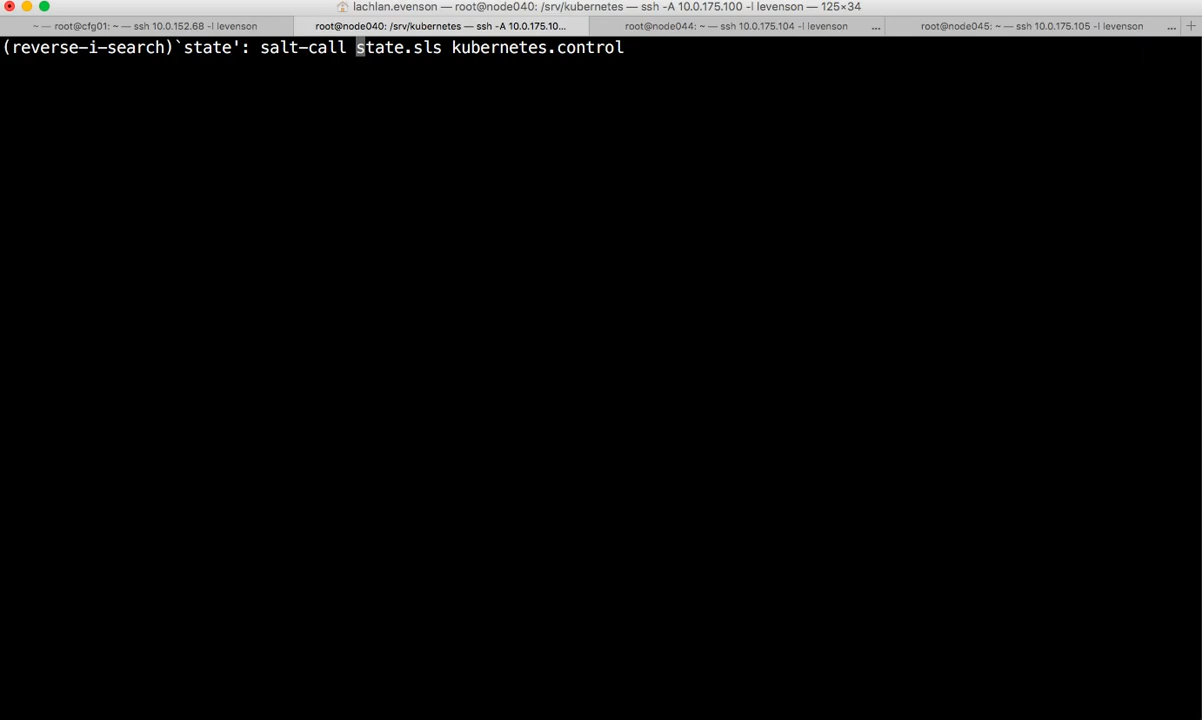 lachlan.evenson — root@node040: /srv/kubernetes — ssh -A 10.0.175.100 -l levenson — 125×34
~ — root@cfg01: ~ — ssh 10.0.152.68 -l levenson
root@node040: /srv/kubernetes — ssh -A 10.0.175.10...
root@node044: ~ — ssh 10.0.175.104 -l levenson ...
root@node045: ~ — ssh 10.0.175.105 -l levenson ...
(reverse-i-search)`state': salt-call state.sls kubernetes.control